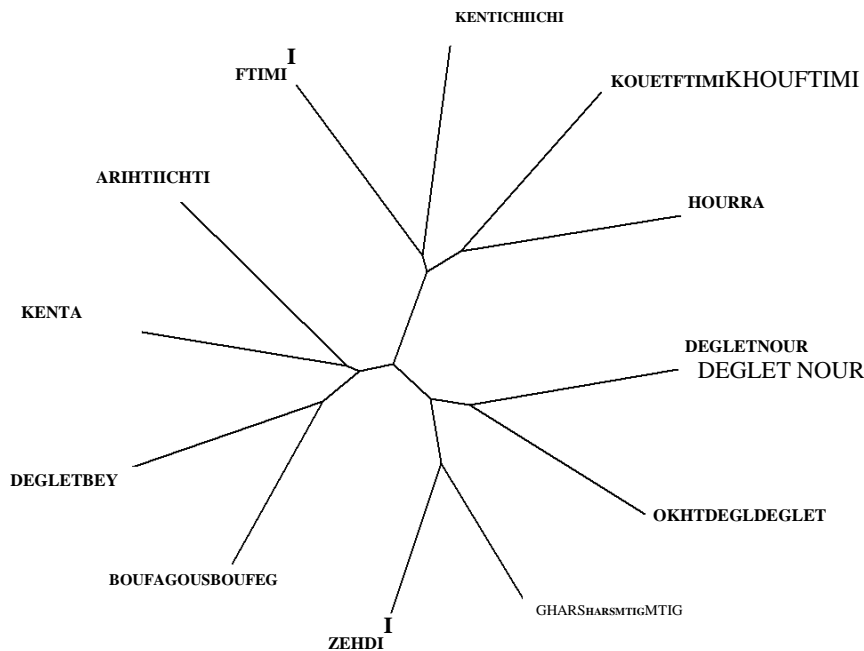 KENTICHIICHI
FTIMI I
KOUETFTIMIKHOUFTIMI
ARIHTIICHTI
HOURRA
KENTA
DEGLETNOUR
DEGLET NOUR
DEGLETBEY
OKHTDEGLDEGLET
BOUFAGOUSBOUFEG
GHARSHARSMTIGMTIG
ZEHDI I